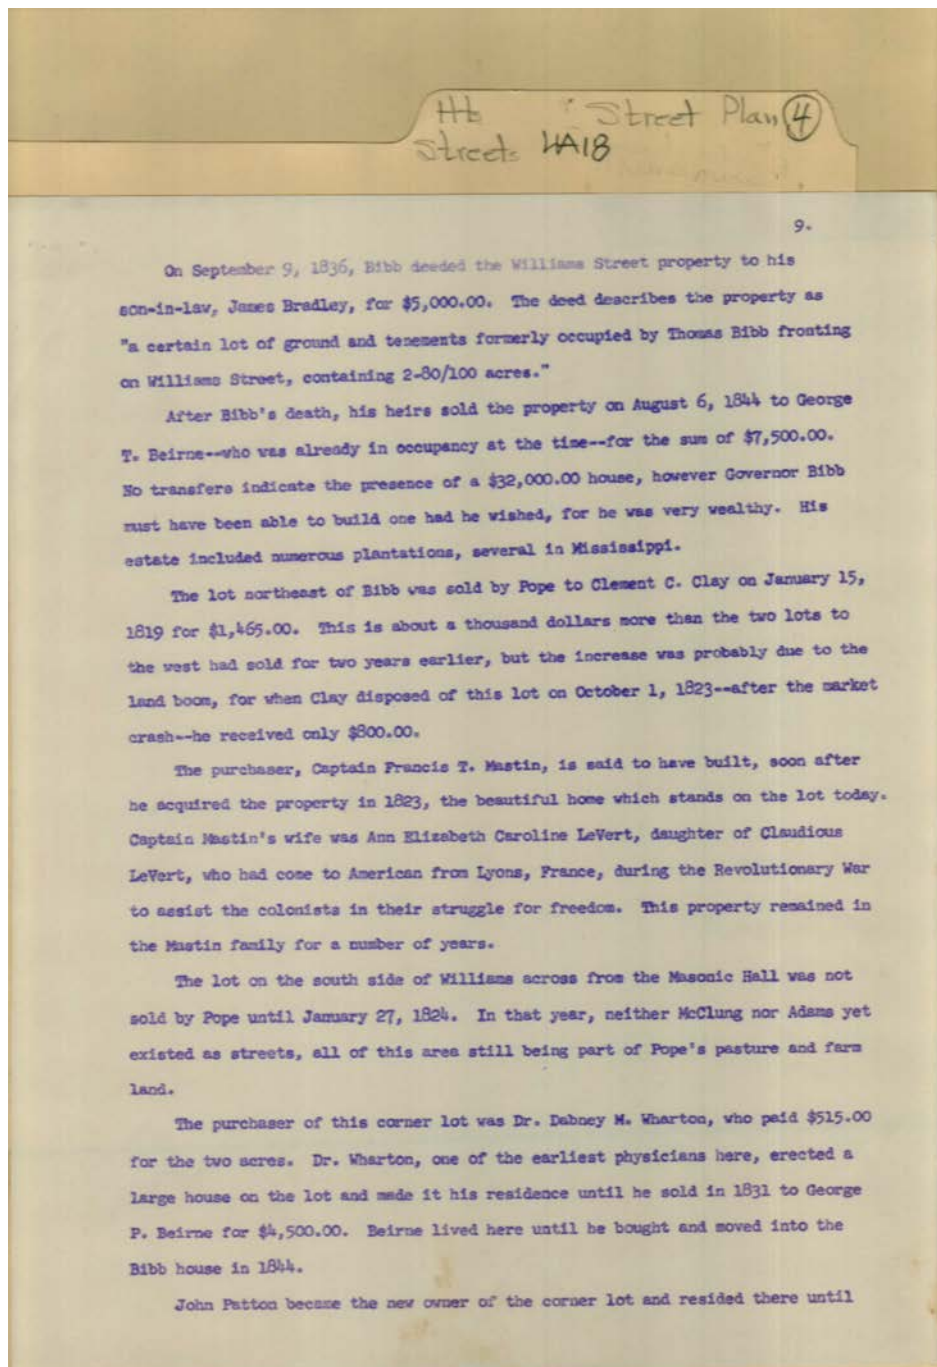 Street Plan 4
Streets LA18
9.
On September 9, 1836, Bibb deeded the Williams Street property to his
son-in-law, James Bradley, for $5,000.00. The deed describes the property as
"a certain lot of ground and tenements formerly occupied by Thomas Bibb fronting
on Williams Street, containing 2-80/100 acres."
After Bibb's death, his heirs sold the property on August 6, 1844 to George
T. Beirne--who was already in occupancy at the time--for the sum of $7,500.00.
No transfers indicate the presence of a $32,000.00 house, however Governor Bibb
must have been able to build one had he wished, for he was very wealthy. His
estate included numerous plantations, several in Mississippi.
The lot northeast of Bibb was sold by Pope to Clement C. Clay on January 15,
1819 for $1,465.00. This is about a thousand dollars more than the two lots to
the west had sold for two years earlier, but the increase was probably due to the
land boom, for when Clay disposed of this lot on October 1, 1823--after the market
crash--he received only $800.00.
The purchaser, Captain Francis T. Mastin, is said to have built, soon after
he acquired the property in 1823, the beautiful home which stands on the lot today.
Captain Mastin's wife was Ann Elizabeth Caroline LeVert, daughter of Claudious
LeVert, who had come to American from Lyons, France, during the Revolutionary War
to assist the colonists in their struggle for freedom. This property remained in
the Mastin family for a number of years.
The lot on the south side of Williams across from the Masonic Hall was not
sold by Pope until January 27, 1824. In that year, neither McClung nor Adams yet
existed as streets, all of this area still being part of Pope's pasture and farm
land.
The purchaser of this corner lot was Dr. Dabney M. Wharton, who paid $515.00
for the two acres. Dr. Wharton, one of the earliest physicians here, erected a
large house on the lot and made it his residence until he sold in 1831 to George
P. Beirne for $4,500.00. Beirne lived here until he bought and moved into the
Bibb house in 1844.
John Patton became the new owner of the corner lot and resided there until